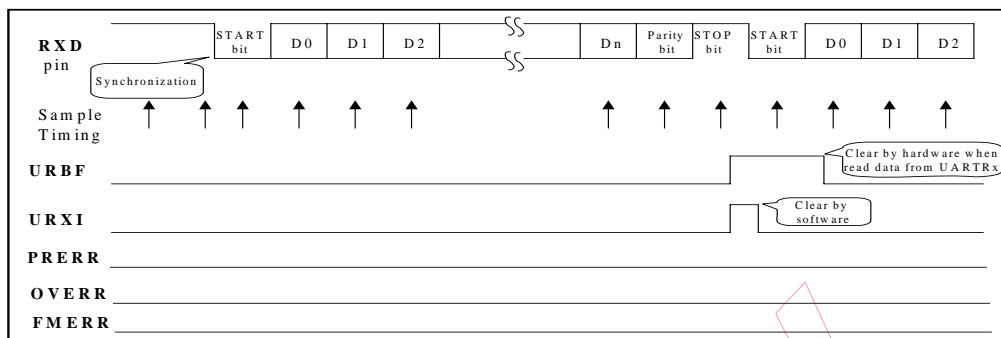 RXD
pin
START
bit
D0
D1
D2
Dn
Parity
bit
STOP
bit
START
bit
D0
D1
D2
Synchronization
Sample
Timing
URBF
Clear by hardware when
read data from UARTRx
URXI
Clear by
software
PRERR
OVERR
FMERR